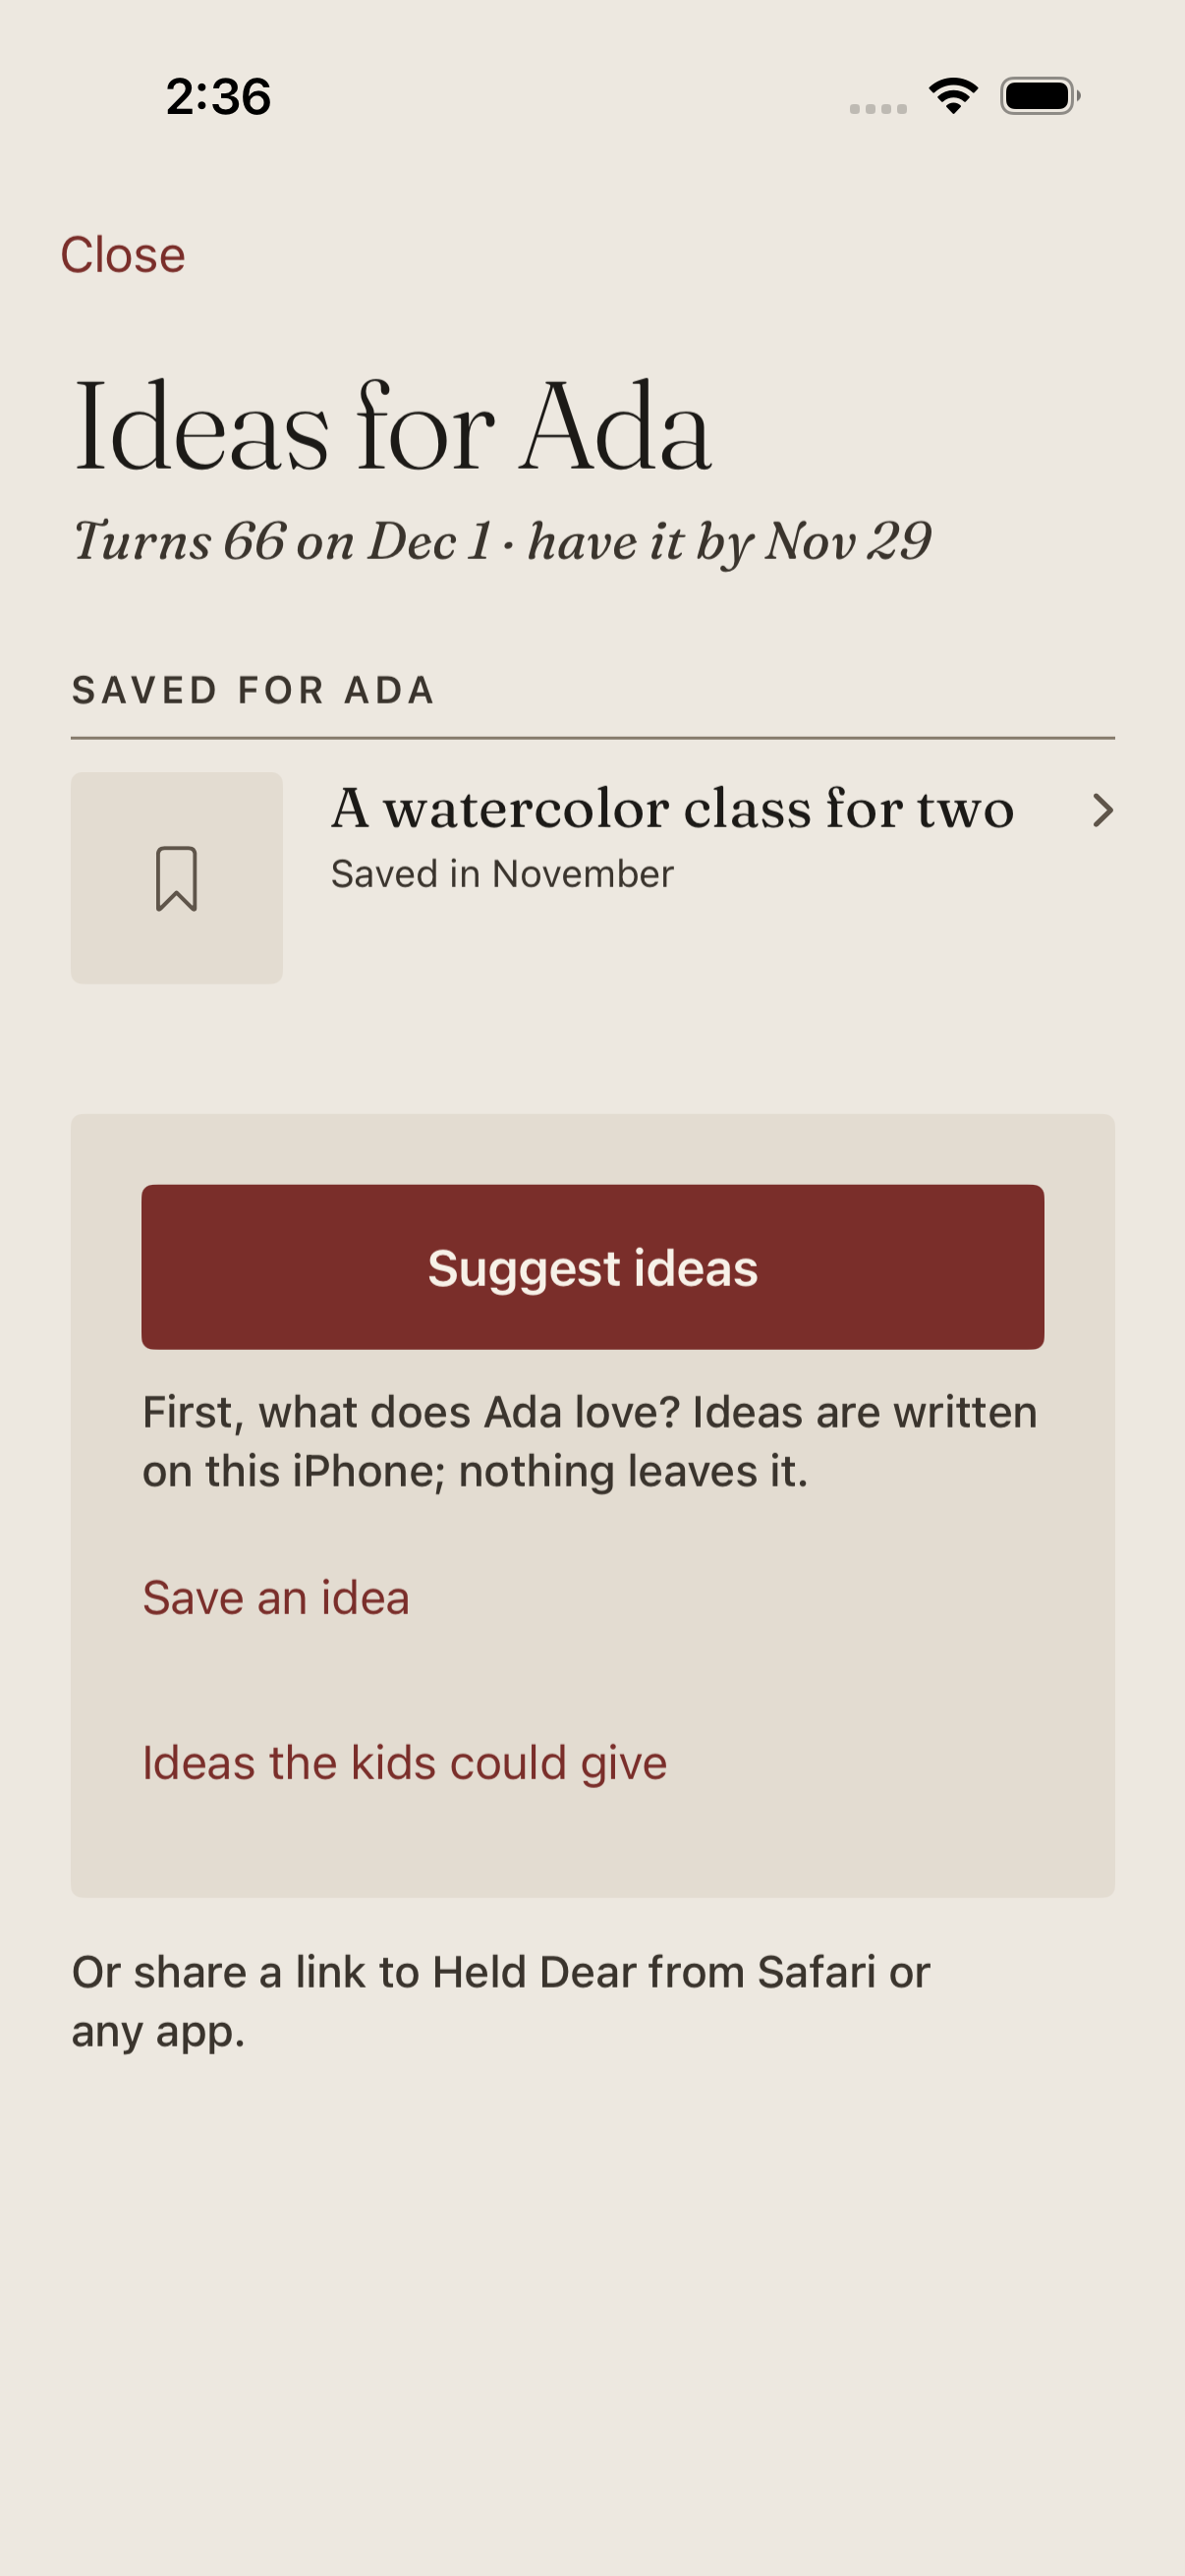 2:36
Close
Ideas for Ada
Turns 66 on Dec 1 · have it by Nov 29
SAVED FOR ADA
A watercolor class for two
Saved in November
Suggest ideas
First, what does Ada love? Ideas are written
on this iPhone; nothing leaves it.
Save an idea
Ideas the kids could give
Or share a link to Held Dear from Safari or
any app.